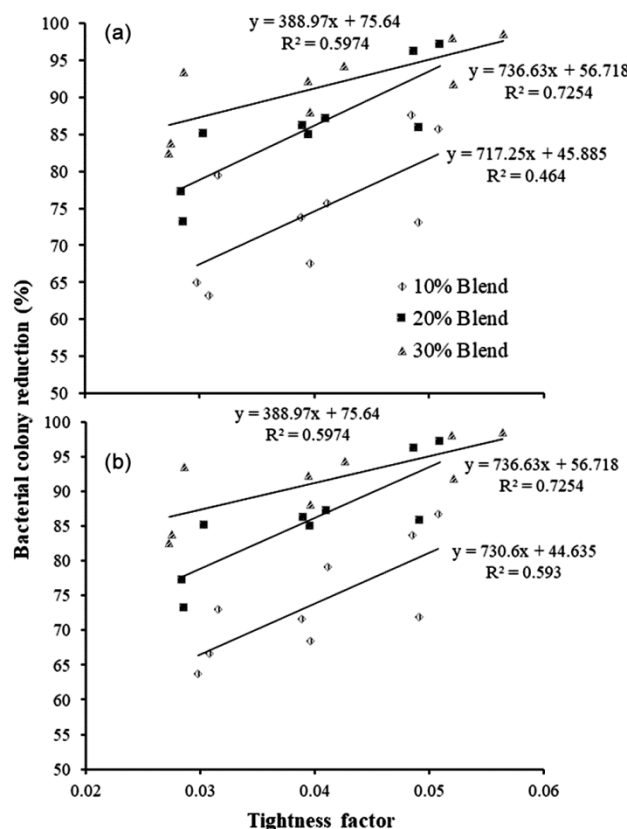 (a)
y = 388.97x + 75.64
R² = 0.5974
y = 736.63x + 56.718
R² = 0.7254
y = 717.25x + 45.885
R² = 0.464
10% Blend
20% Blend
30% Blend
100
95
90
85
80
75
70
65
60
55
50
Bacterial colony reduction (%)
(b)
y = 388.97x + 75.64
R² = 0.5974
y = 736.63x + 56.718
R² = 0.7254
y = 730.6x + 44.635
R² = 0.593
100
95
90
85
80
75
70
65
60
55
50
0.02 0.03 0.04 0.05 0.06
Tightness factor